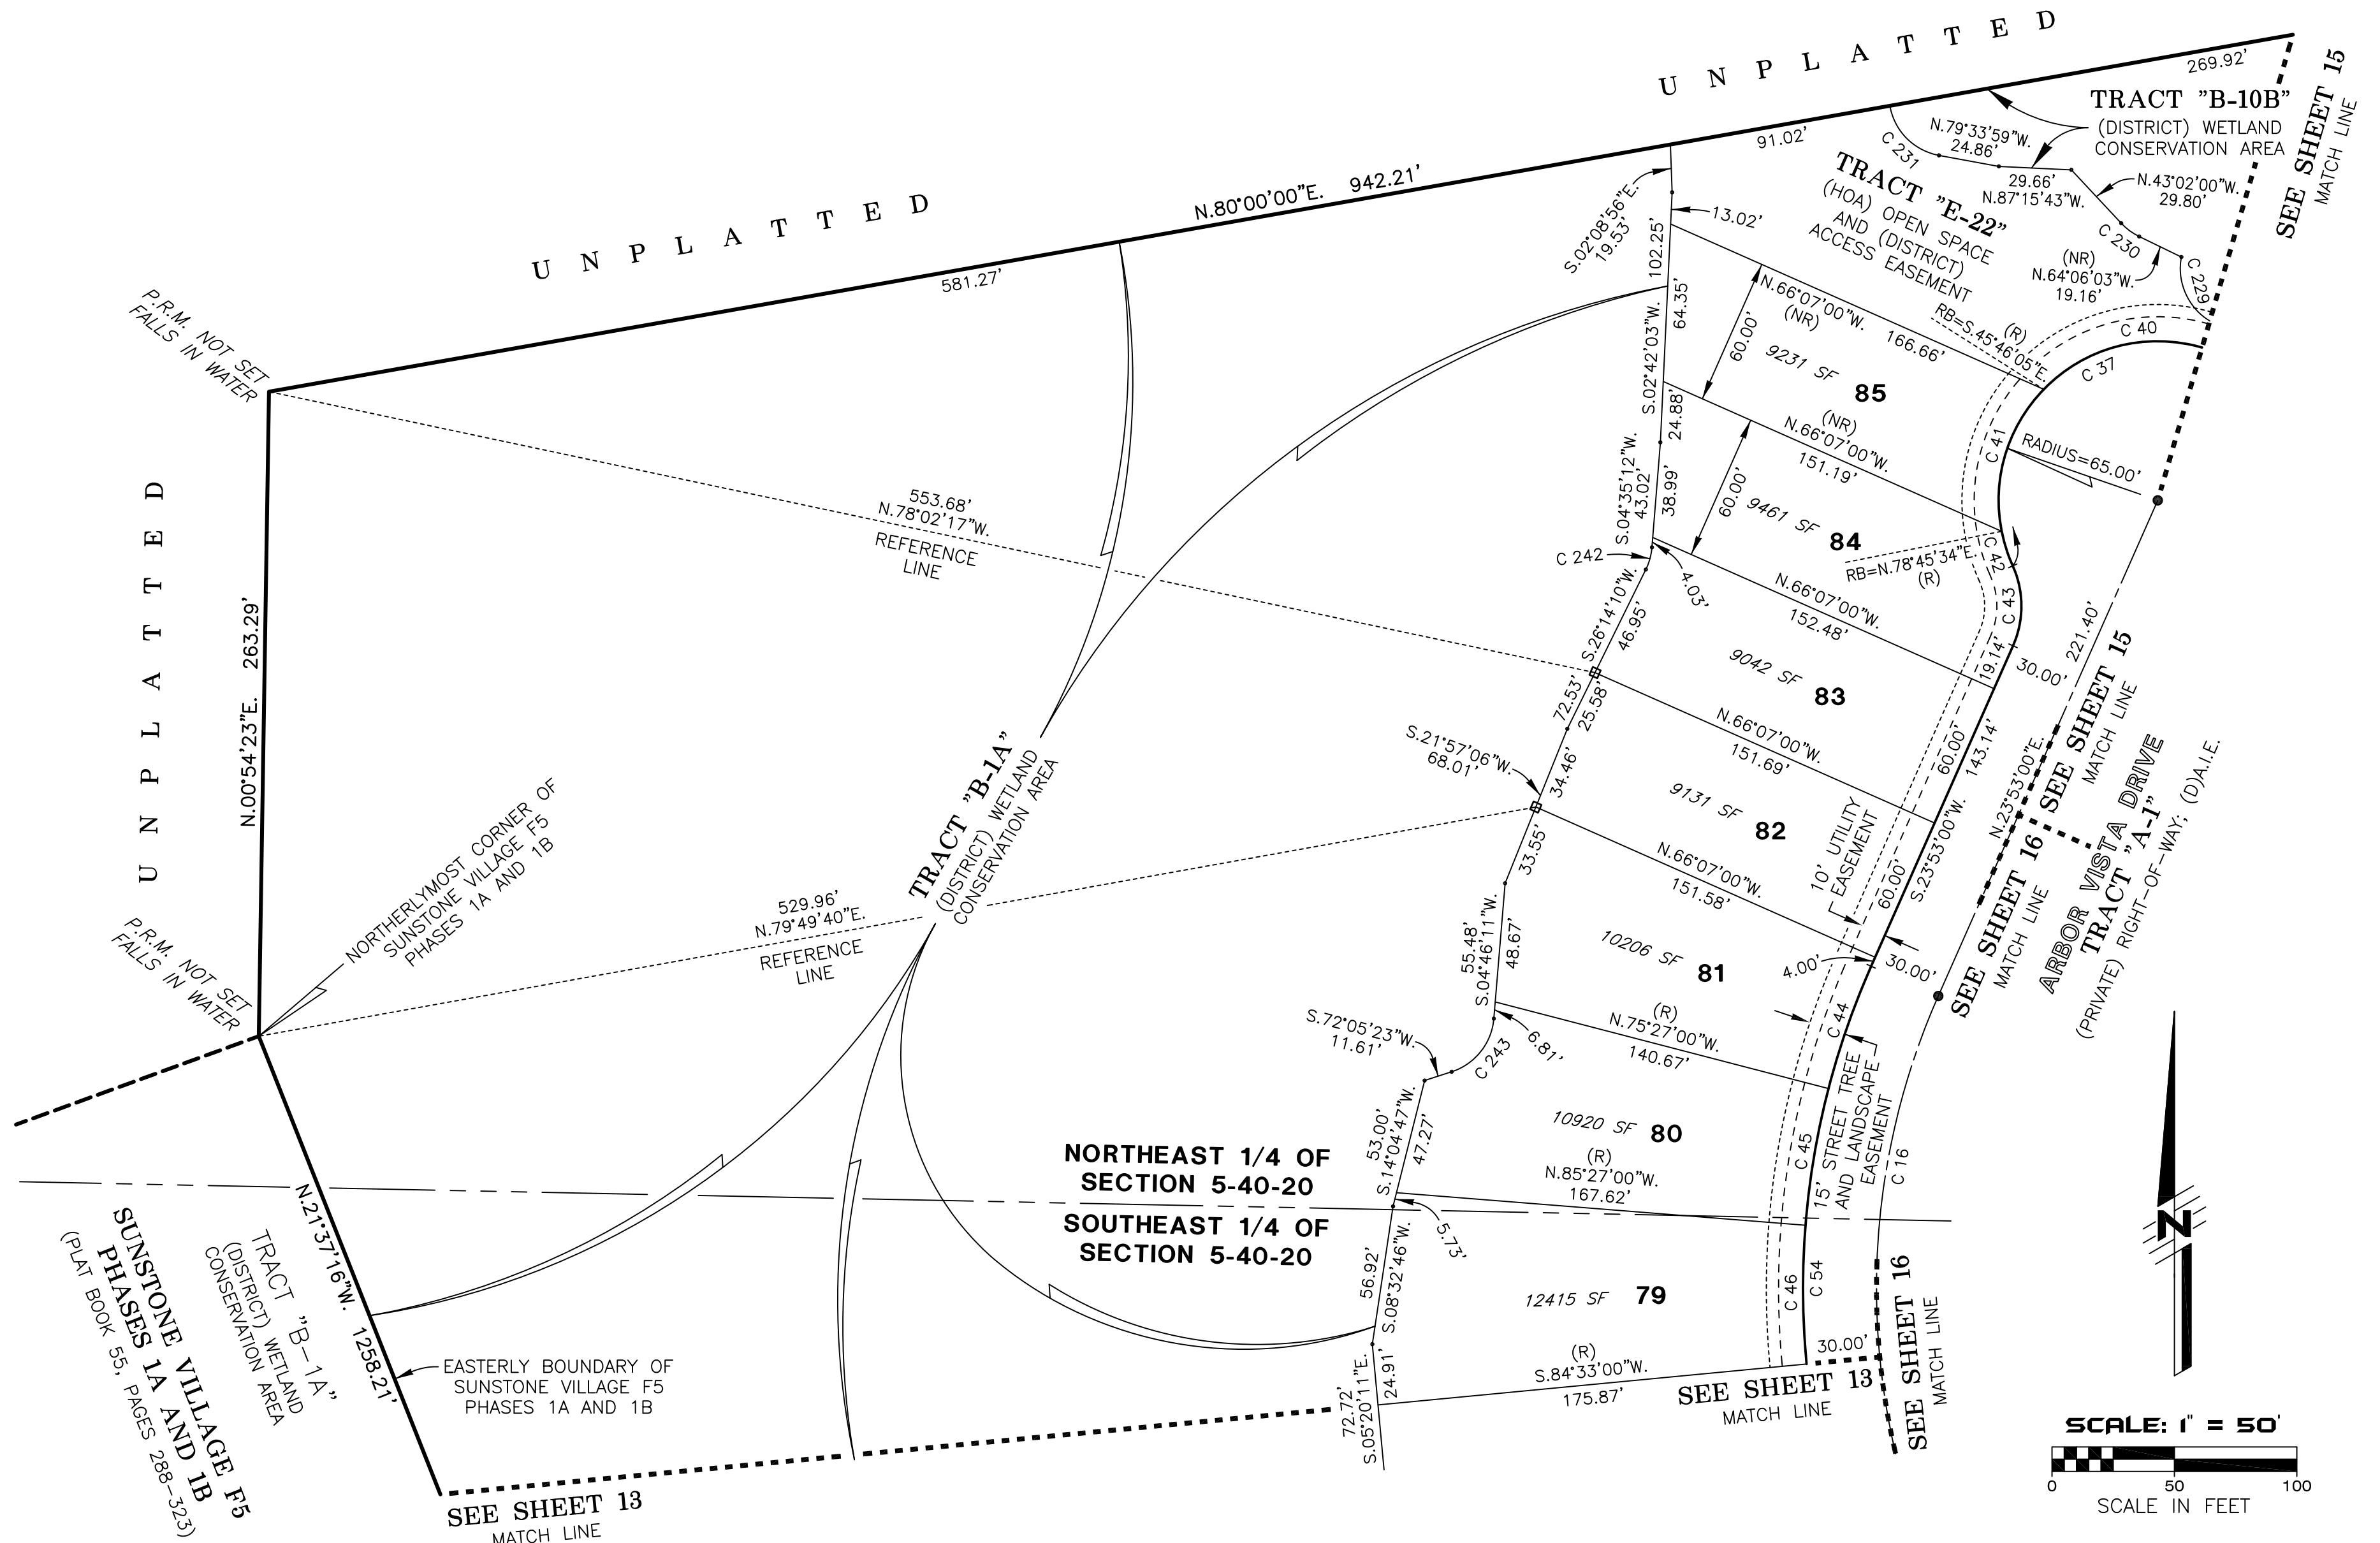 UNPLATTED
269.92'
SEE SHEET 15
MATCH LINE
TRACT "B-10B"
(DISTRICT) WETLAND
CONSERVATION AREA
91.02'
C 231
N.79°33'59"W.
24.86'
29.66'
N.87°15'43"W.
N.43°02'00"W.
29.80'
C 230
(NR)
N.64°06'03"W.
19.16'
C 229
TRACT "E-22"
(HOA) OPEN SPACE
AND (DISTRICT)
ACCESS EASEMENT
UNPLATTED
N.80°00'00"E. 942.21'
581.27'
S.02°08'56"E.
19.53'
13.02'
102.25'
P.R.M. NOT SET
FALLS IN WATER
S.02°42'03"W.
64.35'
24.88'
N.66°07'00"W. 166.66'
(NR)
60.00'
9231 SF
85
RB=S.45°46'05"E.
(R)
C 40
C 37
C 41
RADIUS=65.00'
(NR)
N.66°07'00"W.
151.19'
60.00'
9461 SF
84
S.04°35'12"W.
43.02'
38.99'
C 242
4.03'
RB=N.78°45'34"E.
(R)
C 42
C 43
553.68'
N.78°02'17"W.
REFERENCE
LINE
UNPLATTED
N.00°54'23"E. 263.29'
N.66°07'00"W.
152.48'
S.26°14'10"W.
46.95'
72.53'
25.58'
9042 SF
83
19.14'
30.00'
221.40'
N.66°07'00"W.
151.69'
60.00'
143.14'
S.23°53'00"W.
N.23°53'00"E.
SEE SHEET 15
MATCH LINE
S.21°57'06"W.
68.01'
34.46'
33.55'
9131 SF
82
10' UTILITY
EASEMENT
60.00'
N.66°07'00"W.
151.58'
SEE SHEET 16
MATCH LINE
ARBOR VISTA DRIVE
TRACT "A-1"
(PRIVATE) RIGHT-OF-WAY; (D)A.I.E.
TRACT "B-1A"
(DISTRICT) WETLAND
CONSERVATION AREA
NORTHERLYMOST CORNER OF
SUNSTONE VILLAGE F5
PHASES 1A AND 1B
P.R.M. NOT SET
FALLS IN WATER
529.96'
N.79°49'40"E.
REFERENCE
LINE
55.48'
S.04°46'11"W.
48.67'
10206 SF
81
4.00'
30.00'
C 44
S.72°05'23"W.
11.61'
C 243
6.81'
(R)
N.75°27'00"W.
140.67'
53.00'
S.14°04'47"W.
47.27'
10920 SF
80
C 45
15' STREET TREE
AND LANDSCAPE
EASEMENT
C 16
(R)
N.85°27'00"W.
167.62'
5.73'
NORTHEAST 1/4 OF
SECTION 5-40-20
SOUTHEAST 1/4 OF
SECTION 5-40-20
56.92'
S.08°32'46"W.
12415 SF
79
C 46
C 54
(R)
S.84°33'00"W.
175.87'
30.00'
72.72'
S.05°20'11"E.
24.91'
SEE SHEET 13
MATCH LINE
SEE SHEET 16
MATCH LINE
N.21°37'16"W. 1258.21'
TRACT "B-1A"
(DISTRICT) WETLAND
CONSERVATION AREA
SUNSTONE VILLAGE F5
PHASES 1A AND 1B
(PLAT BOOK 55, PAGES 288-323)
EASTERLY BOUNDARY OF
SUNSTONE VILLAGE F5
PHASES 1A AND 1B
SEE SHEET 13
MATCH LINE
N
SCALE: 1" = 50'
0 50 100
SCALE IN FEET